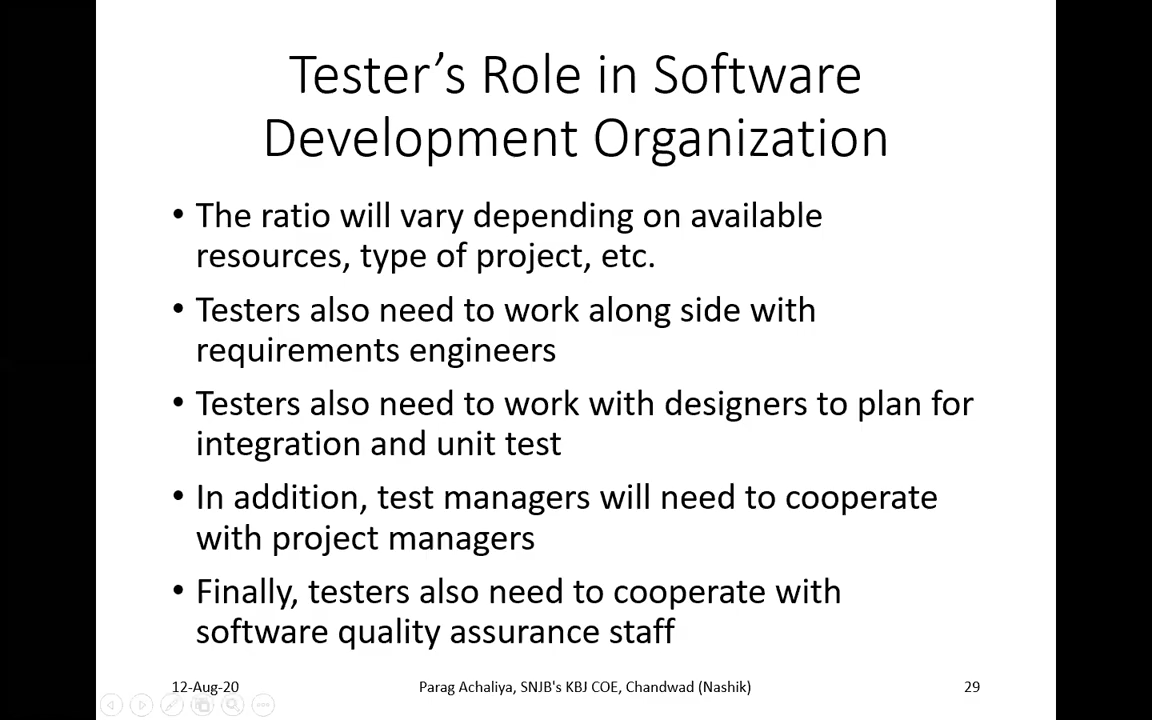 Tester’s Role in Software
Development Organization
• The ratio will vary depending on available
resources, type of project, etc.
• Testers also need to work along side with
requirements engineers
• Testers also need to work with designers to plan for
integration and unit test
• In addition, test managers will need to cooperate
with project managers
• Finally, testers also need to cooperate with
software quality assurance staff
12-Aug-20 Parag Achaliya, SNJB's KBJ COE, Chandwad (Nashik) 29